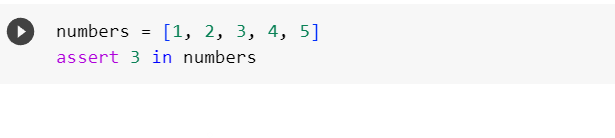 numbers = [1, 2, 3, 4, 5]
assert 3 in numbers